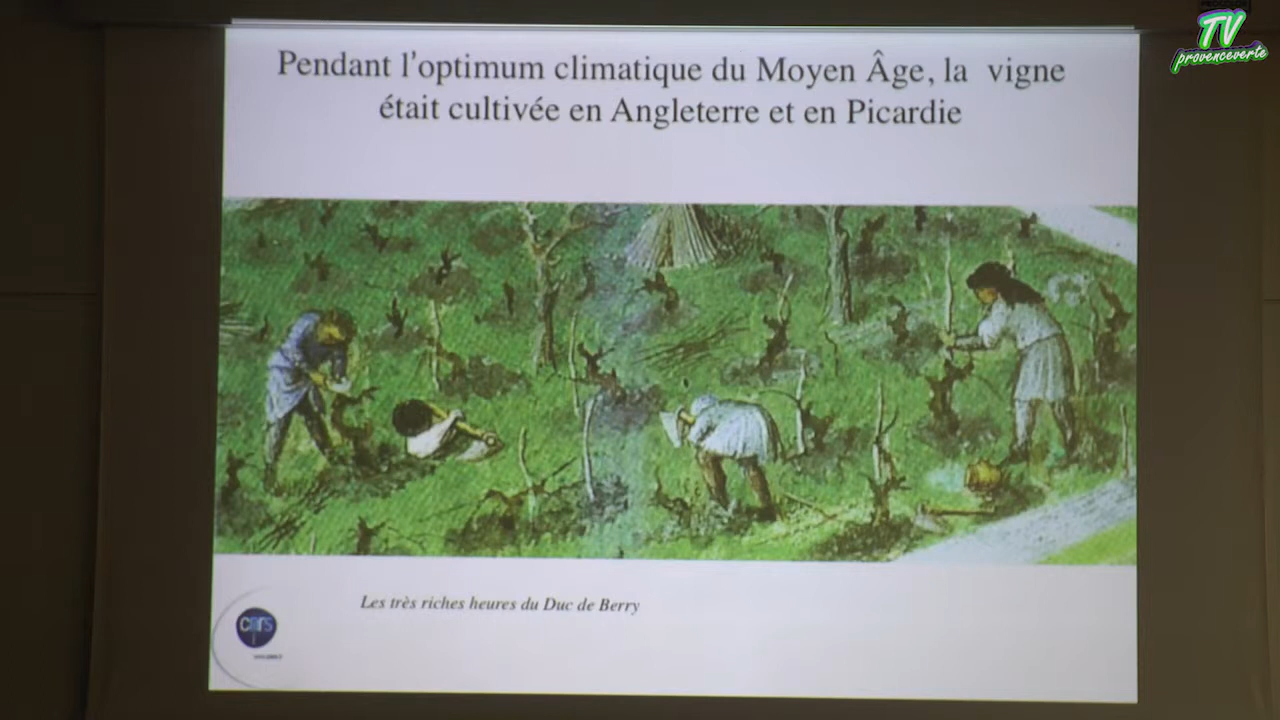 Pendant l'optimum climatique du Moyen Âge, la vigne
était cultivée en Angleterre et en Picardie
Les très riches heures du Duc de Berry
cnrs
TV
provenceverte